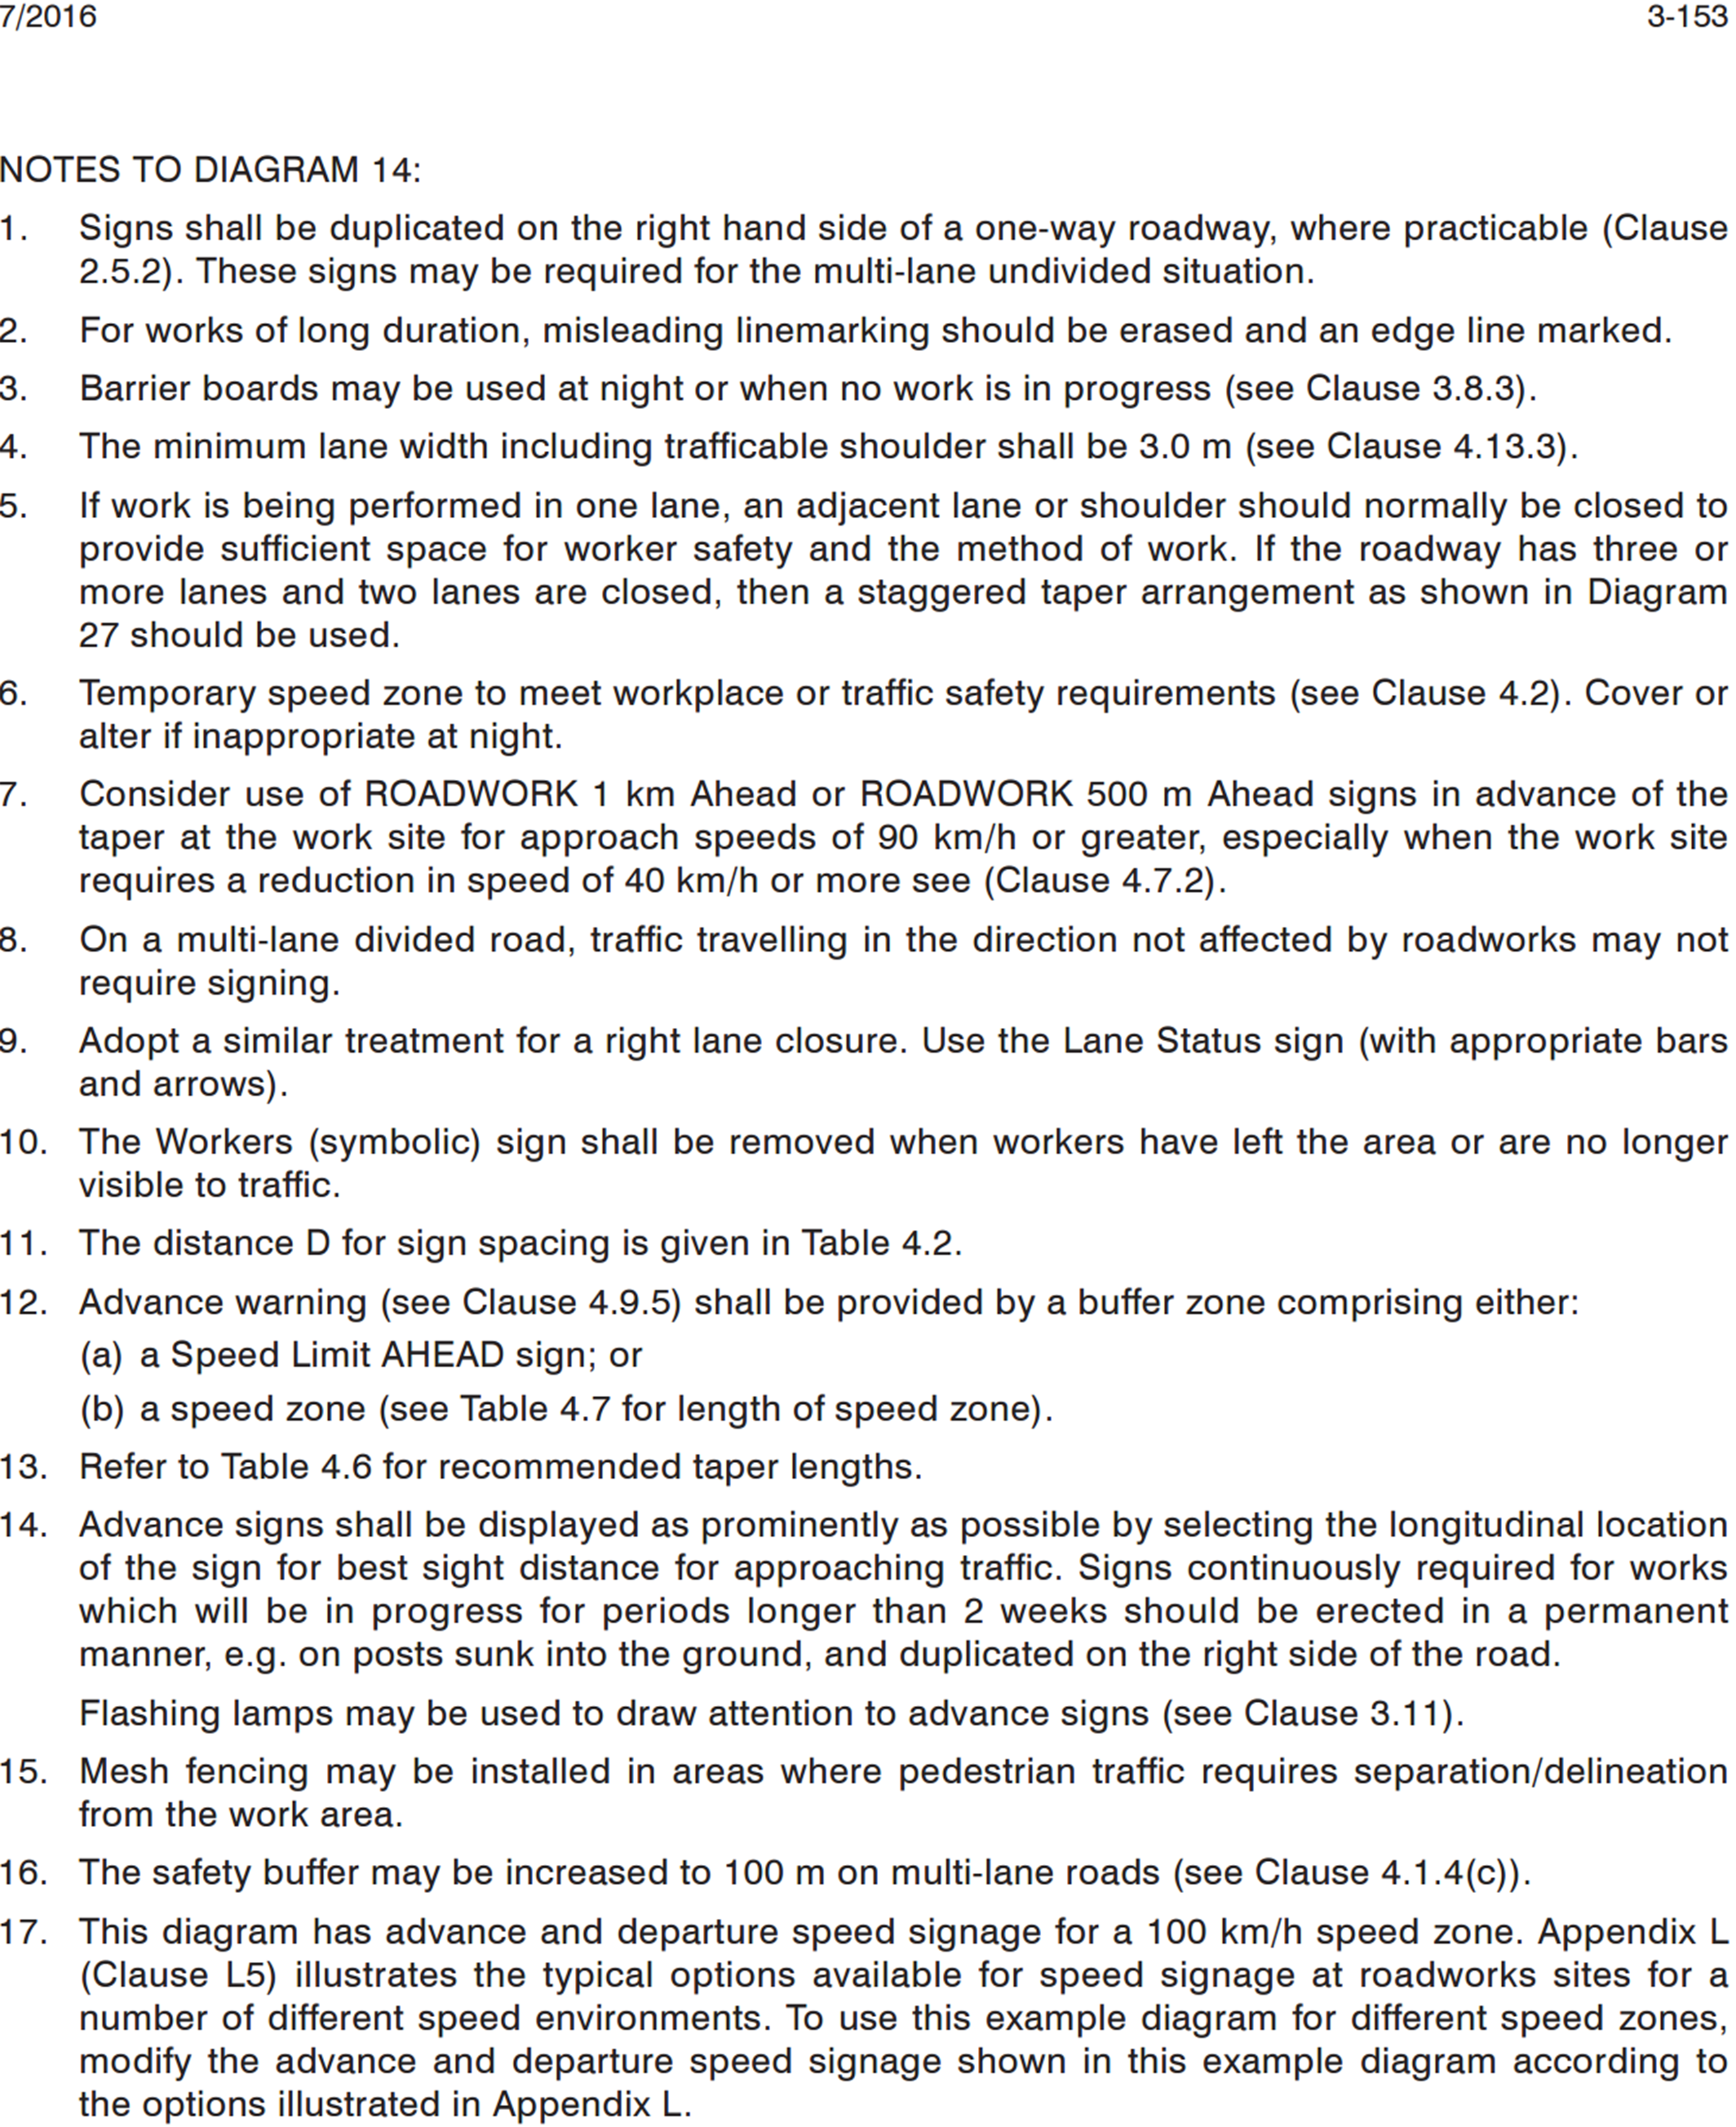 7/2016 3-153
NOTES TO DIAGRAM 14:
1. Signs shall be duplicated on the right hand side of a one-way roadway, where practicable (Clause
2.5.2). These signs may be required for the multi-lane undivided situation.
2. For works of long duration, misleading linemarking should be erased and an edge line marked.
3. Barrier boards may be used at night or when no work is in progress (see Clause 3.8.3).
4. The minimum lane width including trafficable shoulder shall be 3.0 m (see Clause 4.13.3).
5. If work is being performed in one lane, an adjacent lane or shoulder should normally be closed to
provide sufficient space for worker safety and the method of work. If the roadway has three or
more lanes and two lanes are closed, then a staggered taper arrangement as shown in Diagram
27 should be used.
6. Temporary speed zone to meet workplace or traffic safety requirements (see Clause 4.2). Cover or
alter if inappropriate at night.
7. Consider use of ROADWORK 1 km Ahead or ROADWORK 500 m Ahead signs in advance of the
taper at the work site for approach speeds of 90 km/h or greater, especially when the work site
requires a reduction in speed of 40 km/h or more see (Clause 4.7.2).
8. On a multi-lane divided road, traffic travelling in the direction not affected by roadworks may not
require signing.
9. Adopt a similar treatment for a right lane closure. Use the Lane Status sign (with appropriate bars
and arrows).
10. The Workers (symbolic) sign shall be removed when workers have left the area or are no longer
visible to traffic.
11. The distance D for sign spacing is given in Table 4.2.
12. Advance warning (see Clause 4.9.5) shall be provided by a buffer zone comprising either:
(a) a Speed Limit AHEAD sign; or
(b) a speed zone (see Table 4.7 for length of speed zone).
13. Refer to Table 4.6 for recommended taper lengths.
14. Advance signs shall be displayed as prominently as possible by selecting the longitudinal location
of the sign for best sight distance for approaching traffic. Signs continuously required for works
which will be in progress for periods longer than 2 weeks should be erected in a permanent
manner, e.g. on posts sunk into the ground, and duplicated on the right side of the road.
Flashing lamps may be used to draw attention to advance signs (see Clause 3.11).
15. Mesh fencing may be installed in areas where pedestrian traffic requires separation/delineation
from the work area.
16. The safety buffer may be increased to 100 m on multi-lane roads (see Clause 4.1.4(c)).
17. This diagram has advance and departure speed signage for a 100 km/h speed zone. Appendix L
(Clause L5) illustrates the typical options available for speed signage at roadworks sites for a
number of different speed environments. To use this example diagram for different speed zones,
modify the advance and departure speed signage shown in this example diagram according to
the options illustrated in Appendix L.